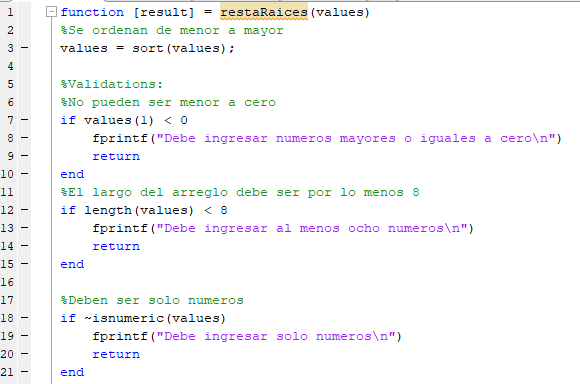 1 function [result] = restaRaices(values)
2 %Se ordenan de menor a mayor
3 - values = sort(values);
4
5 %Validations:
6 %No pueden ser menor a cero
7 - if values(1) < 0
8 - fprintf("Debe ingresar numeros mayores o iguales a cero\n")
9 - return
10 - end
11 %El largo del arreglo debe ser por lo menos 8
12 - if length(values) < 8
13 - fprintf("Debe ingresar al menos ocho numeros\n")
14 - return
15 - end
16
17 %Deben ser solo numeros
18 - if ~isnumeric(values)
19 - fprintf("Debe ingresar solo numeros\n")
20 - return
21 - end